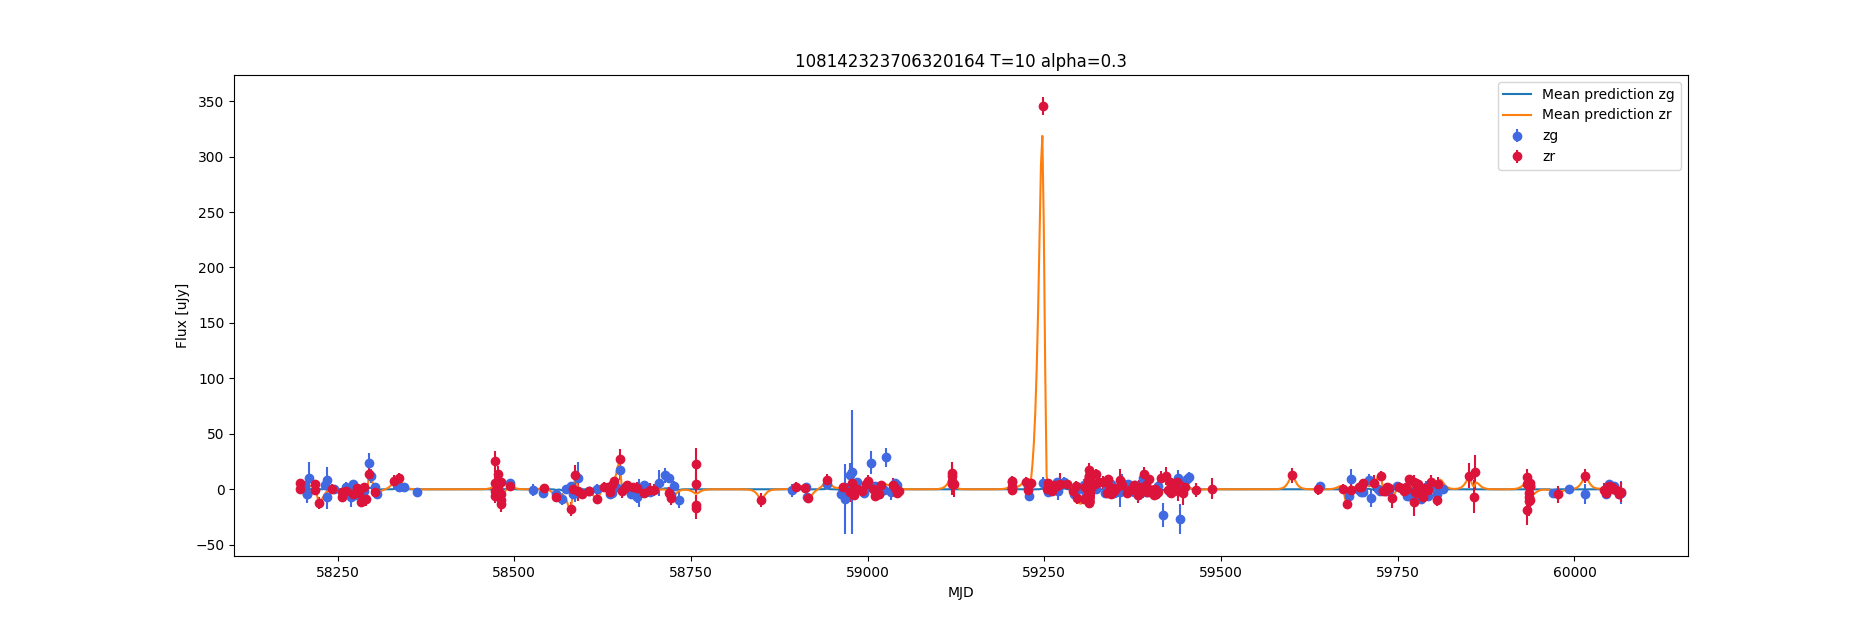 108142323706320164 T=10 alpha=0.3
350
300
250
200
150
100
50
0
−50
Flux [uJy]
58250 58500 58750 59000 59250 59500 59750 60000
MJD
Mean prediction zg
Mean prediction zr
zg
zr